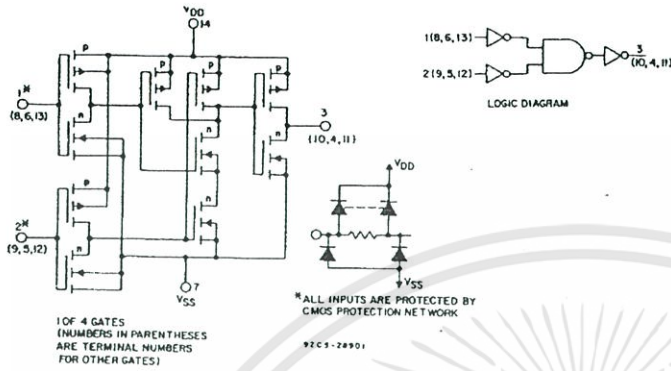 VDD
14
p
p
p
p
1*
(8,6,13)
n
3
(10,4,11)
n
n
p
2*
(9,5,12)
n
n
7
VSS
1 OF 4 GATES
(NUMBERS IN PARENTHESES
ARE TERMINAL NUMBERS
FOR OTHER GATES)
1(8,6,13)
2(9,5,12)
3
(10,4,11)
LOGIC DIAGRAM
VDD
VSS
*ALL INPUTS ARE PROTECTED BY
CMOS PROTECTION NETWORK
92CS-28901